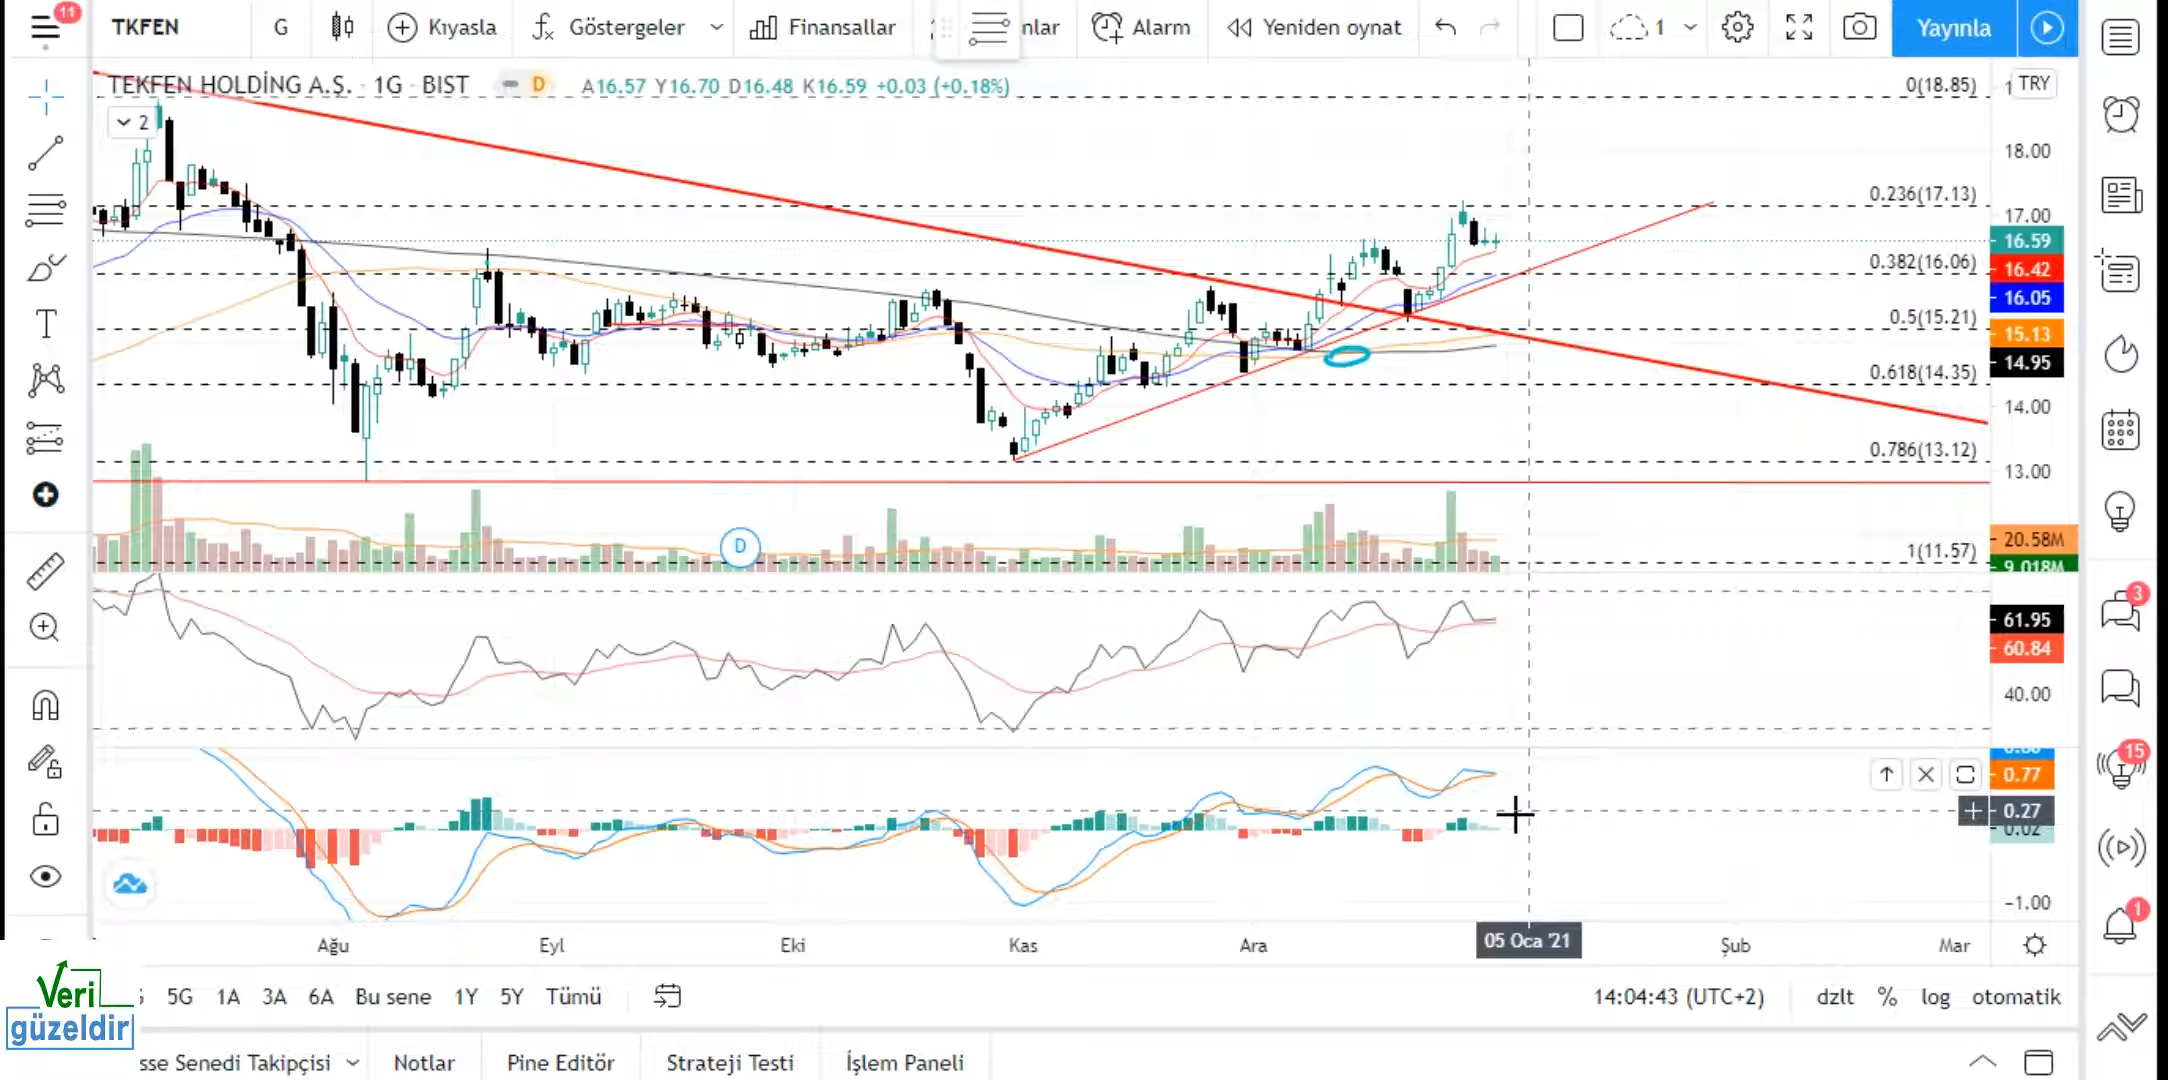 11
TKFEN
G
Kıyasla
Göstergeler
Finansallar
nlar
Alarm
Yeniden oynat
1
Yayınla
TEKFEN HOLDİNG A.Ş. · 1G · BIST
D
A16.57 Y16.70 D16.48 K16.59 +0.03 (+0.18%)
2
TRY
0(18.85)
18.00
0.236(17.13)
17.00
16.59
0.382(16.06)
16.42
16.05
0.5(15.21)
15.13
14.95
0.618(14.35)
14.00
0.786(13.12)
13.00
20.58M
1(11.57)
9.018M
D
61.95
60.84
40.00
0.77
0.27
0.02
−1.00
3
15
1
Ağu
Eyl
Eki
Kas
Ara
05 Oca '21
Şub
Mar
5G
1A
3A
6A
Bu sene
1Y
5Y
Tümü
14:04:43 (UTC+2)
dzlt
%
log
otomatik
Veri
güzeldir
sse Senedi Takipçisi
Notlar
Pine Editör
Strateji Testi
İşlem Paneli